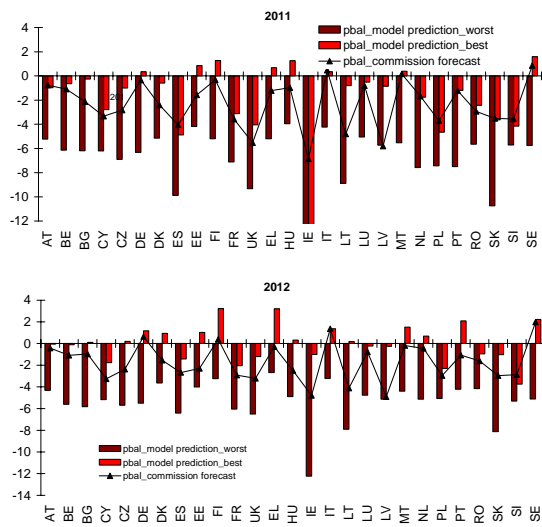 2011
4
2
0
-2
-4
-6
-8
-10
-12
pbal_model prediction_worst
pbal_model prediction_best
pbal_commission forecast
20
AT BE BG CY CZ DE DK ES EE FI FR UK EL HU IE IT LT LU LV MT NL PL PT RO SK SI SE
2012
4
2
0
-2
-4
-6
-8
-10
-12
-14
pbal_model prediction_worst
pbal_model prediction_best
pbal_commission forecast
AT BE BG CY CZ DE DK ES EE FI FR UK EL HU IE IT LT LU LV MT NL PL PT RO SK SI SE